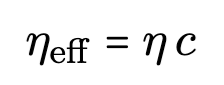 η_eff = η c